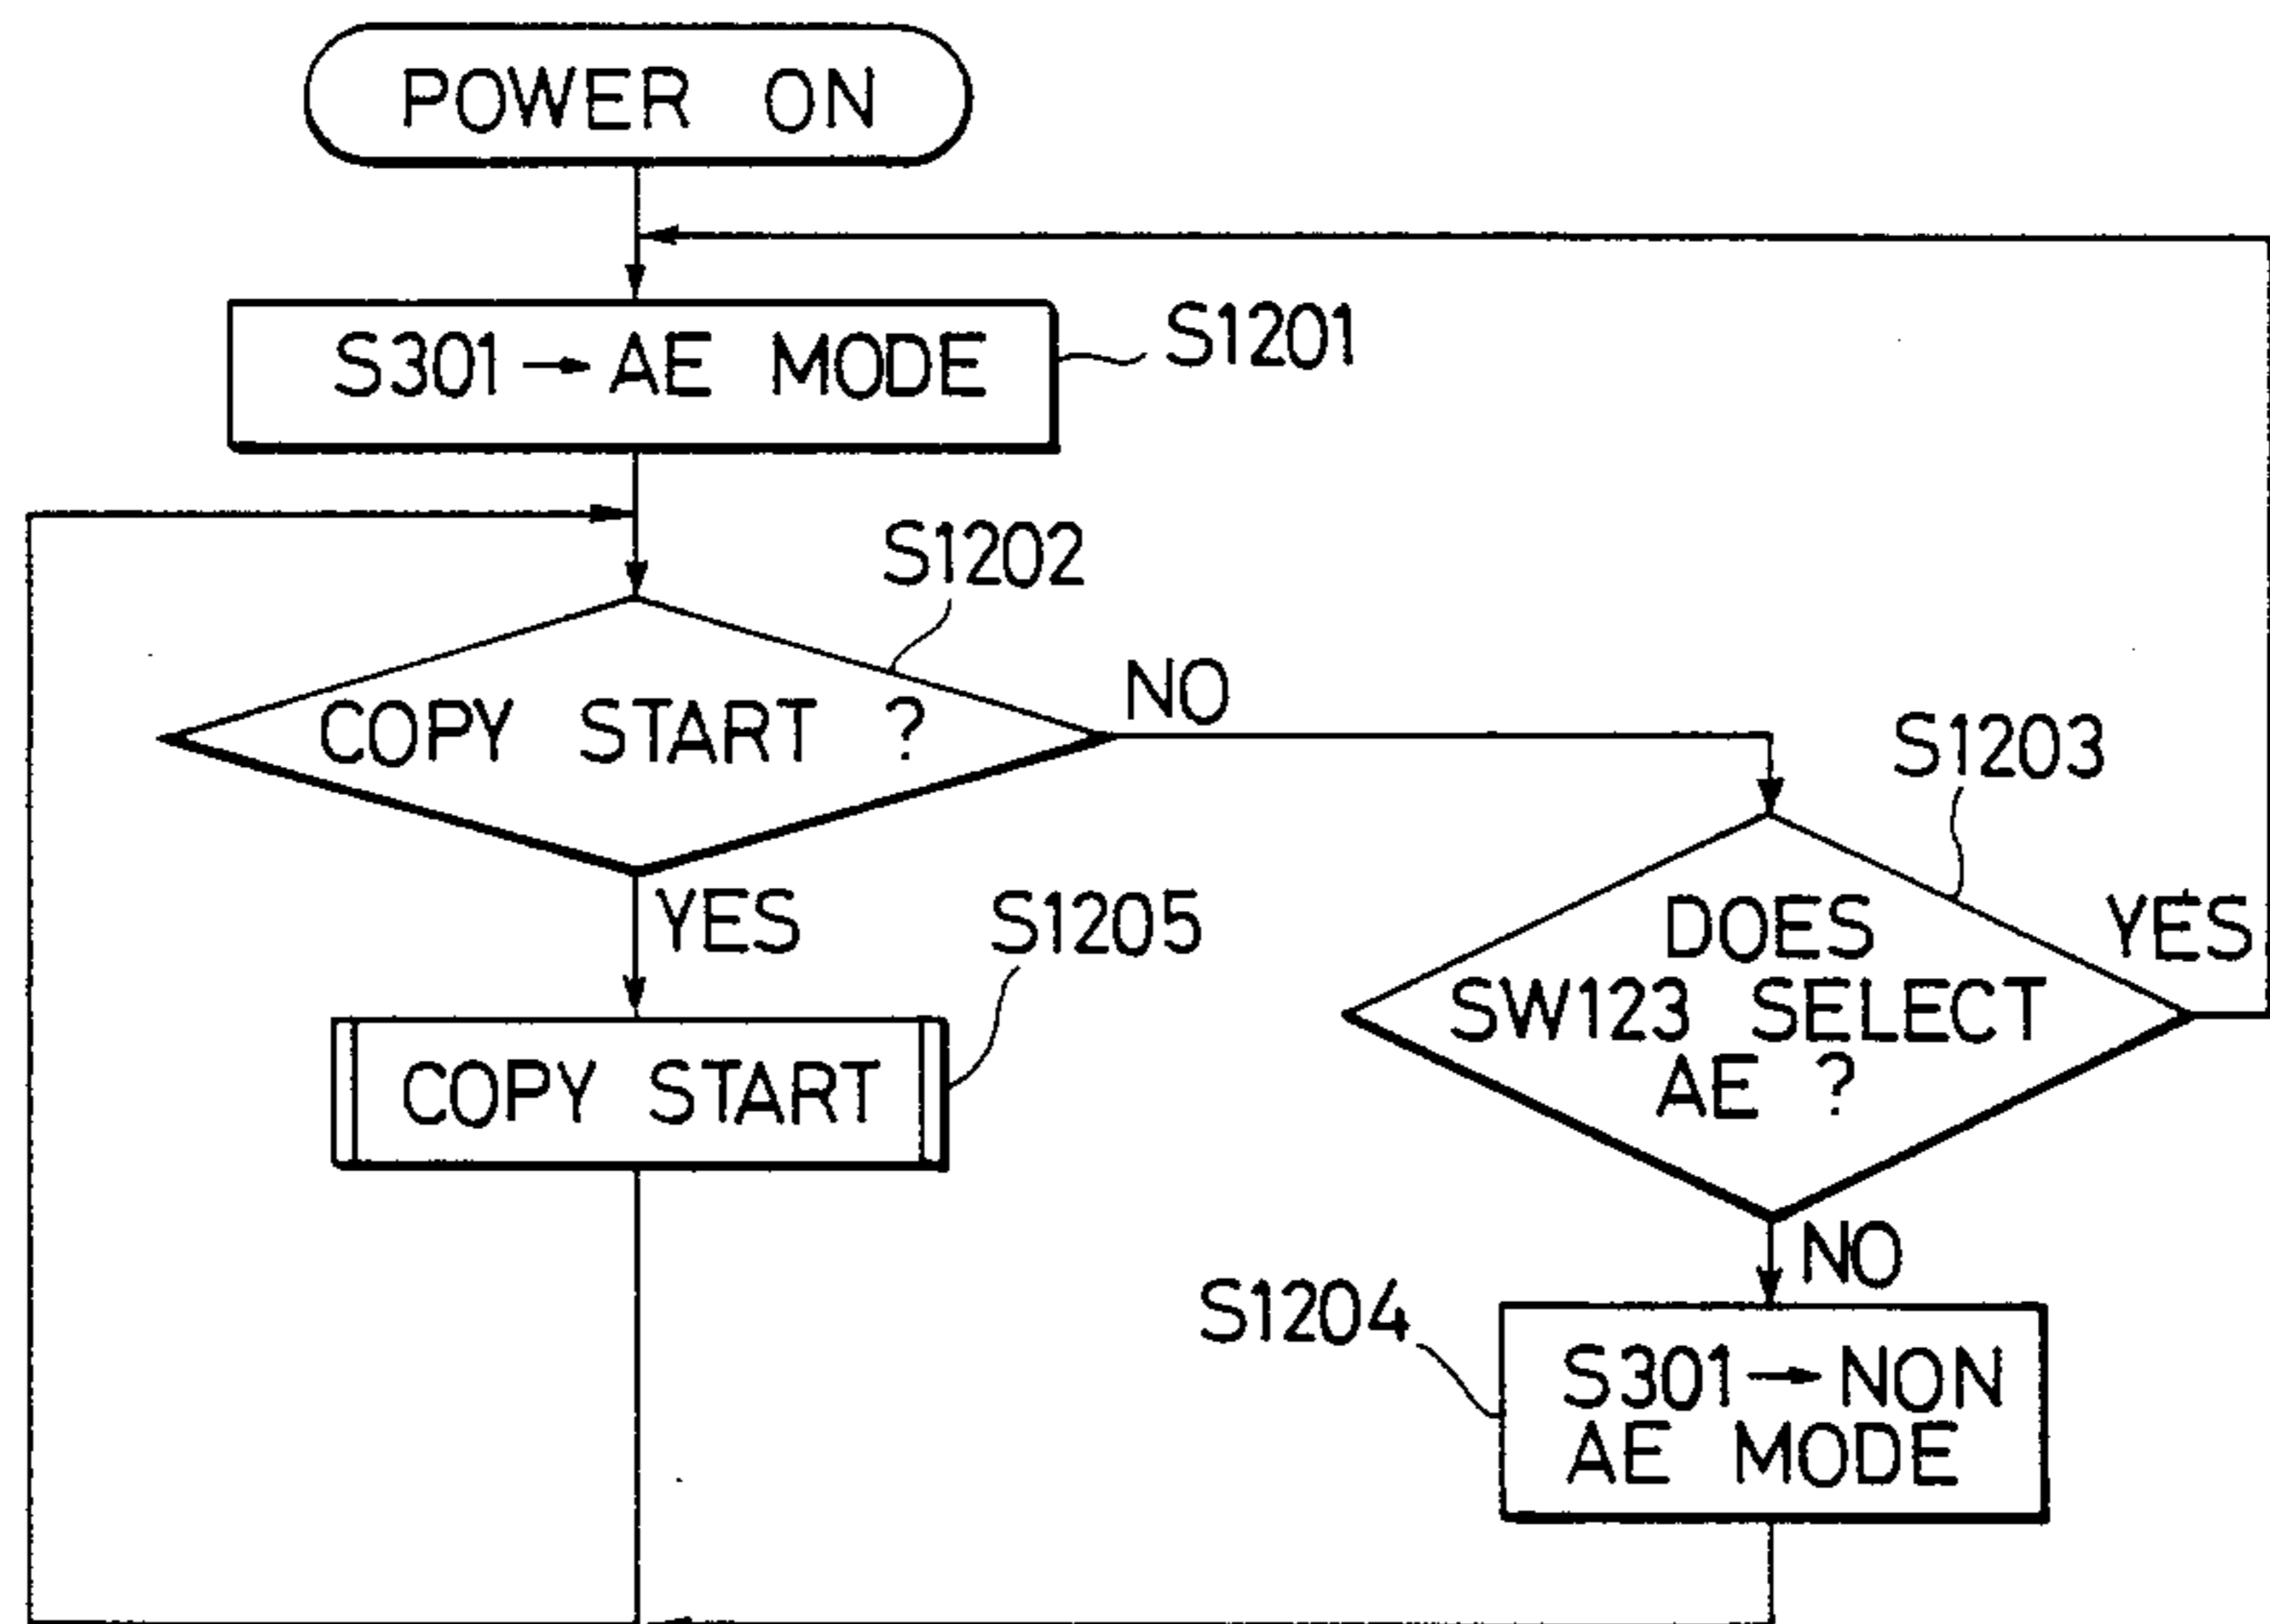 POWER ON
S301→AE MODE
S1201
S1202
COPY START ?
NO
S1203
YES
S1205
DOES
SW123 SELECT
AE ?
YES
COPY START
NO
S1204
S301→NON
AE MODE